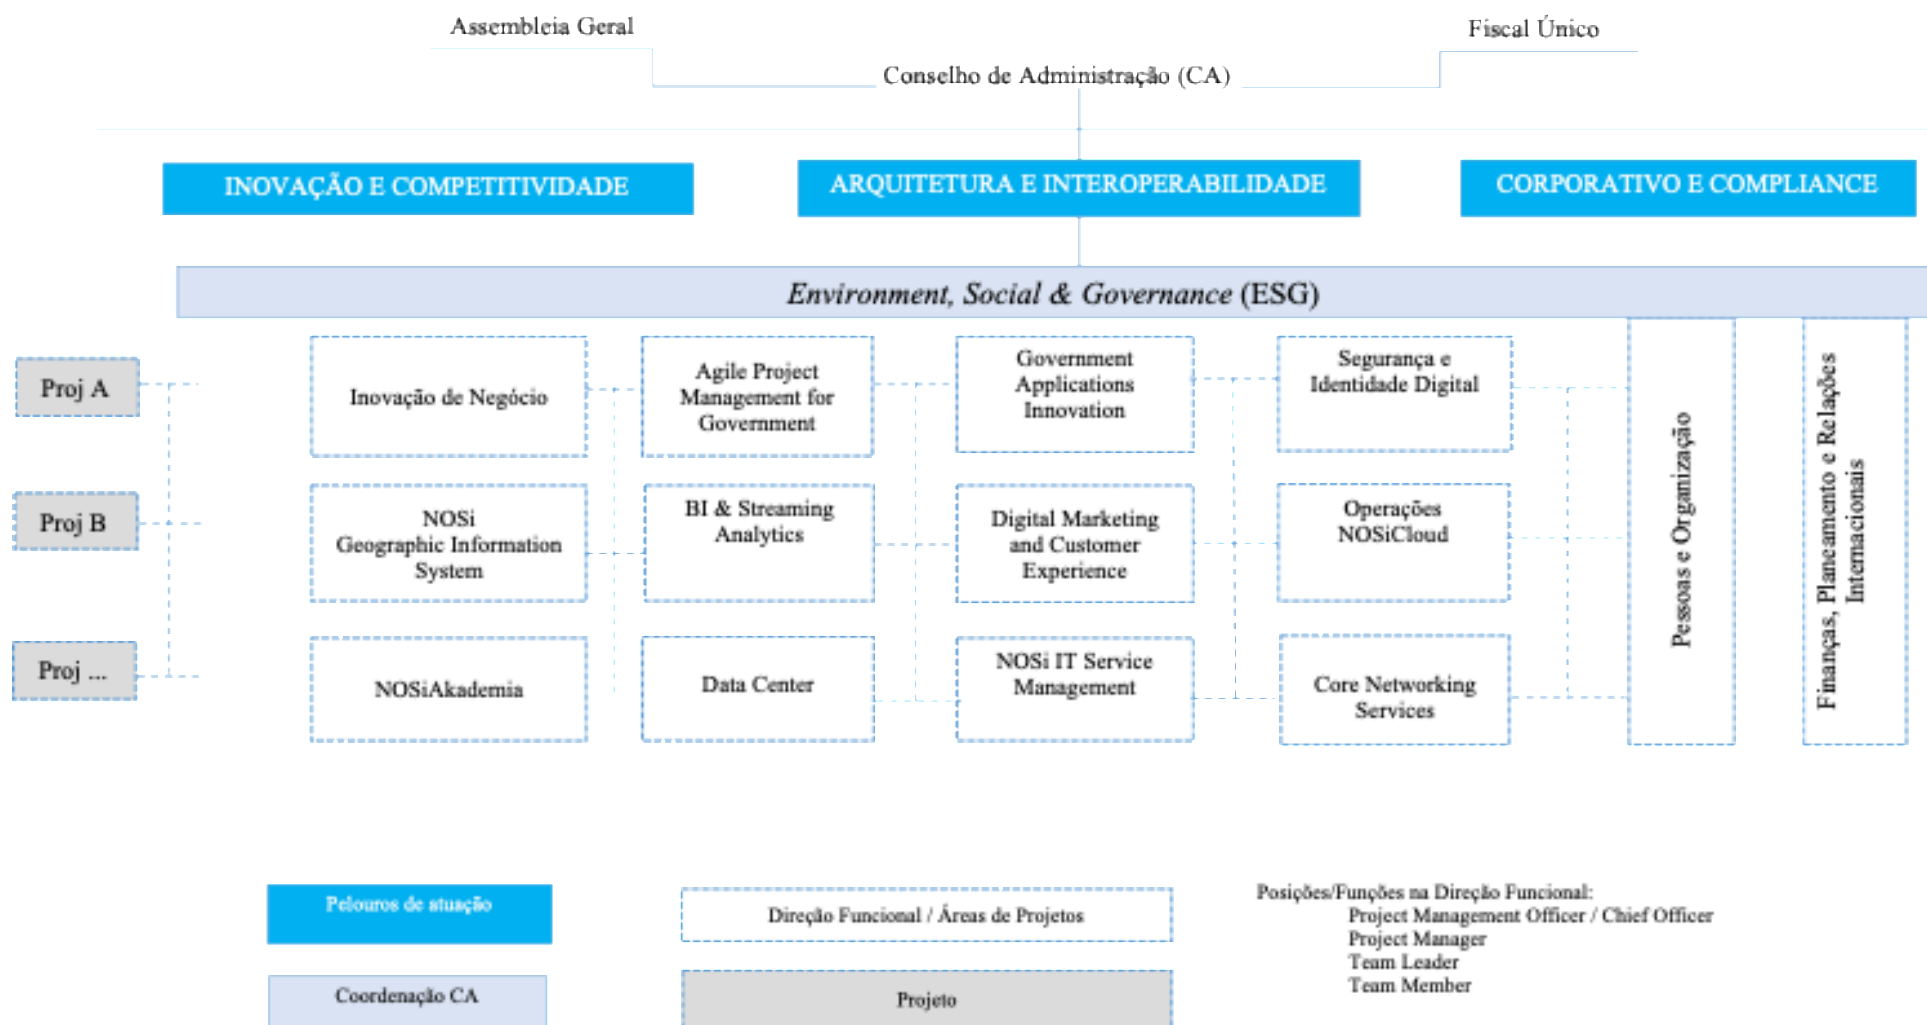 Assembleia Geral
Fiscal Único
Conselho de Administração (CA)
INOVAÇÃO E COMPETITIVIDADE
ARQUITETURA E INTEROPERABILIDADE
CORPORATIVO E COMPLIANCE
Environment, Social & Governance (ESG)
Proj A
Inovação de Negócio
Agile Project
Management for
Government
Government
Applications
Innovation
Segurança e
Identidade Digital
Proj B
NOSi
Geographic Information
System
BI & Streaming
Analytics
Digital Marketing
and Customer
Experience
Operações
NOSiCloud
Proj ...
NOSiAkademia
Data Center
NOSi IT Service
Management
Core Networking
Services
Pessoas e Organização
Finanças, Planeamento e Relações
Internacionais
Pelouros de atuação
Direção Funcional / Áreas de Projetos
Coordenação CA
Projeto
Posições/Funções na Direção Funcional:
Project Management Officer / Chief Officer
Project Manager
Team Leader
Team Member